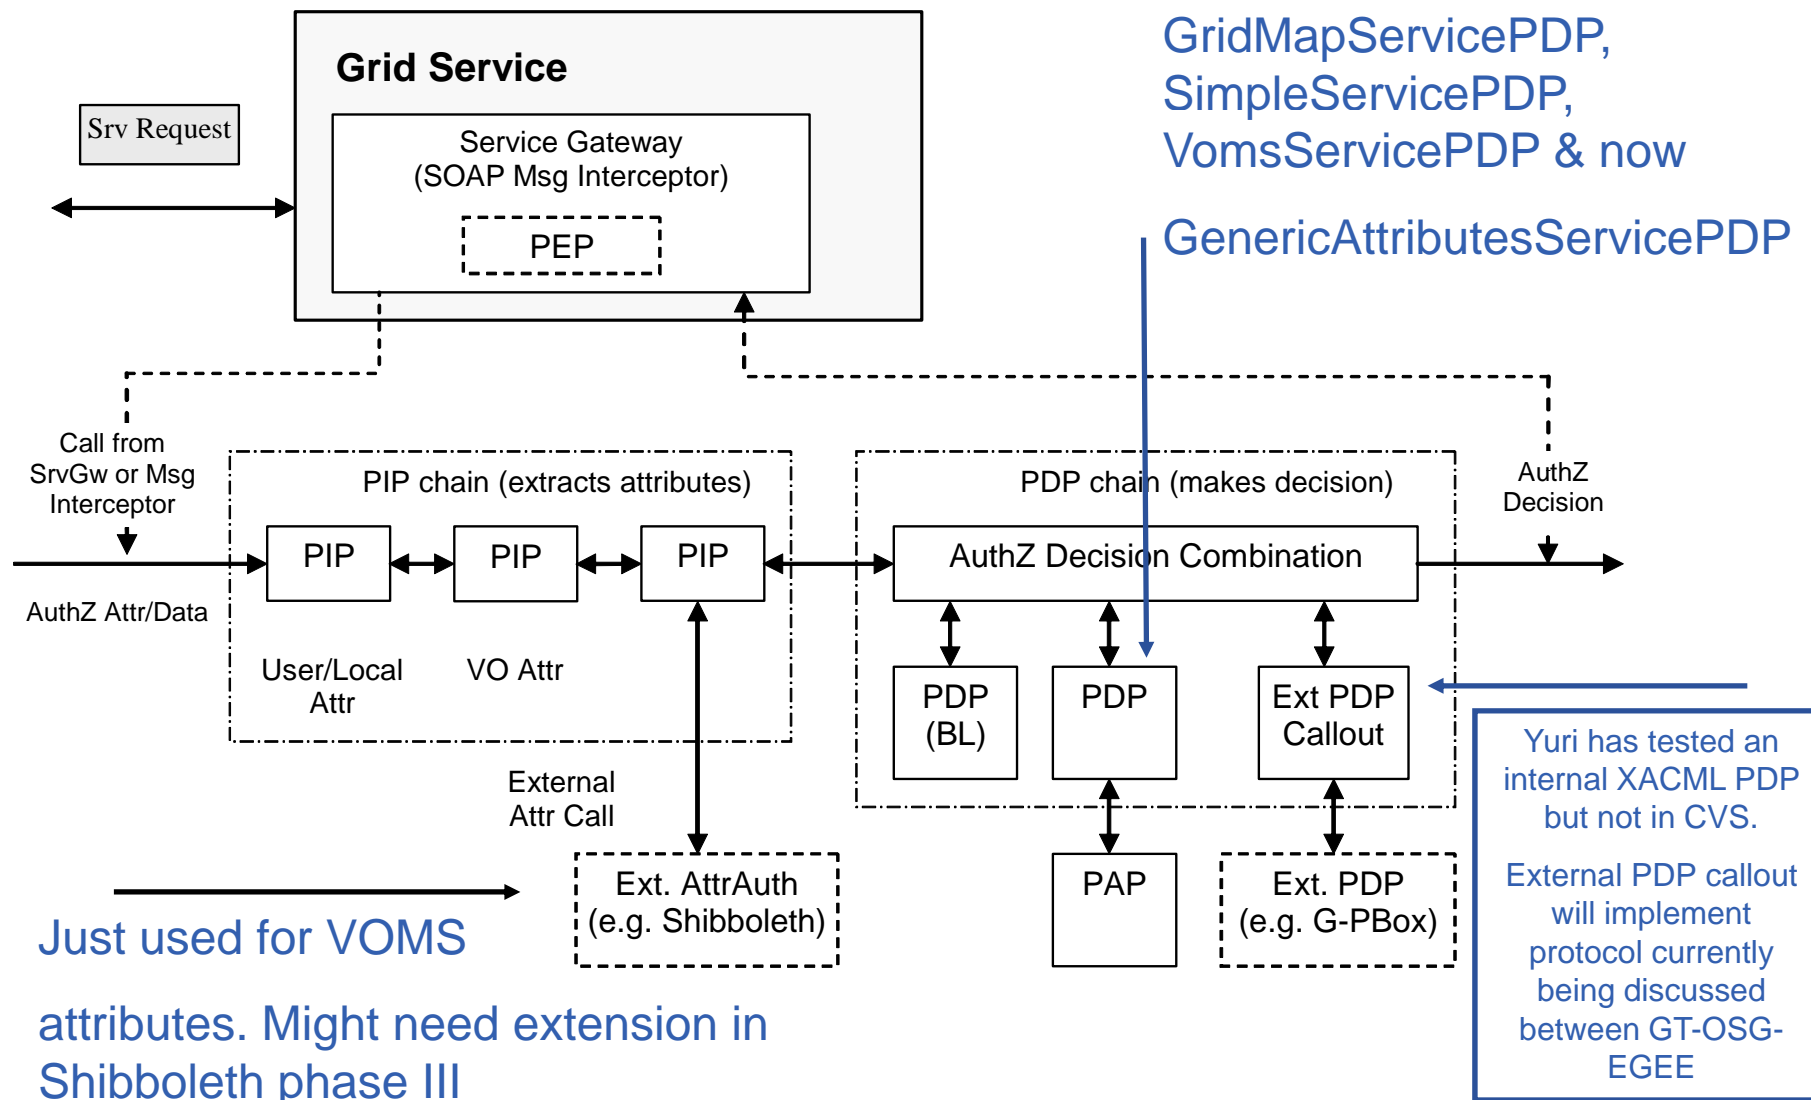 GridMapServicePDP,
SimpleServicePDP,
VomsServicePDP & now
GenericAttributesServicePDP
Grid Service
Srv Request
Service Gateway
(SOAP Msg Interceptor)
PEP
Call from
SrvGw or Msg
Interceptor
PIP chain (extracts attributes)
PDP chain (makes decision)
AuthZ
Decision
PIP
PIP
PIP
AuthZ Decision Combination
AuthZ Attr/Data
User/Local
Attr
VO Attr
PDP
(BL)
PDP
Ext PDP
Callout
External
Attr Call
Yuri has tested an
internal XACML PDP
but not in CVS.
External PDP callout
will implement
protocol currently
being discussed
between GT-OSG-
EGEE
Ext. AttrAuth
(e.g. Shibboleth)
PAP
Ext. PDP
(e.g. G-PBox)
Just used for VOMS
attributes. Might need extension in
Shibboleth phase III